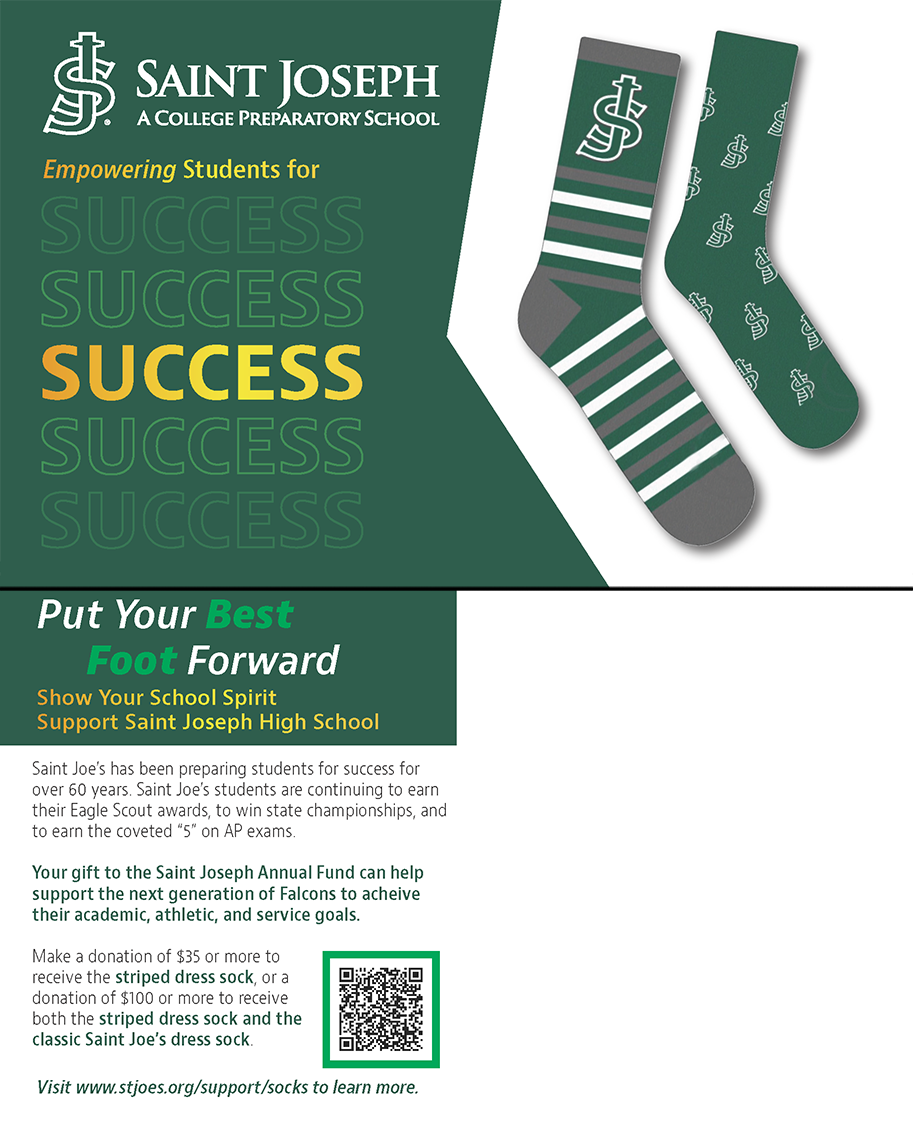 SAINT JOSEPH
A COLLEGE PREPARATORY SCHOOL
Empowering Students for
SUCCESS
SUCCESS
SUCCESS
SUCCESS
SUCCESS
Put Your Best
Foot Forward
Show Your School Spirit
Support Saint Joseph High School
Saint Joe's has been preparing students for success for
over 60 years. Saint Joe's students are continuing to earn
their Eagle Scout awards, to win state championships, and
to earn the coveted “5” on AP exams.
Your gift to the Saint Joseph Annual Fund can help
support the next generation of Falcons to acheive
their academic, athletic, and service goals.
Make a donation of $35 or more to
receive the striped dress sock, or a
donation of $100 or more to receive
both the striped dress sock and the
classic Saint Joe's dress sock.
Visit www.stjoes.org/support/socks to learn more.